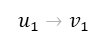 u₁ → v₁